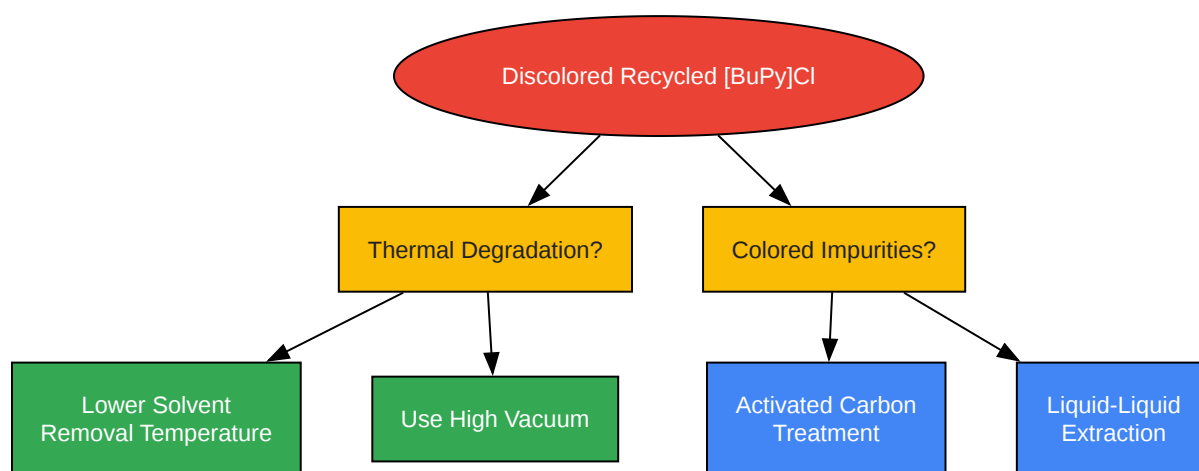 Discolored Recycled [BuPy]Cl
Thermal Degradation?
Colored Impurities?
Lower Solvent
Removal Temperature
Use High Vacuum
Activated Carbon
Treatment
Liquid-Liquid
Extraction